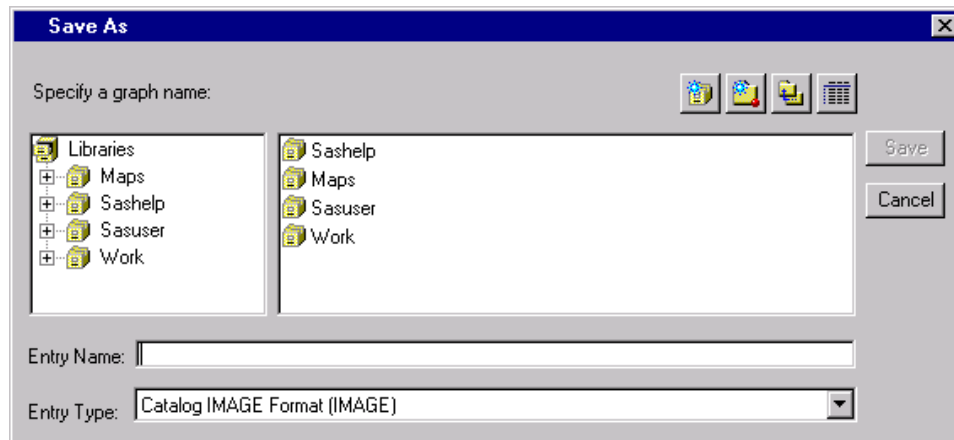 Save As
Specify a graph name:
Libraries
Maps
Sashelp
Sasuser
Work
Sashelp
Maps
Sasuser
Work
Save
Cancel
Entry Name:
Entry Type: Catalog IMAGE Format (IMAGE)